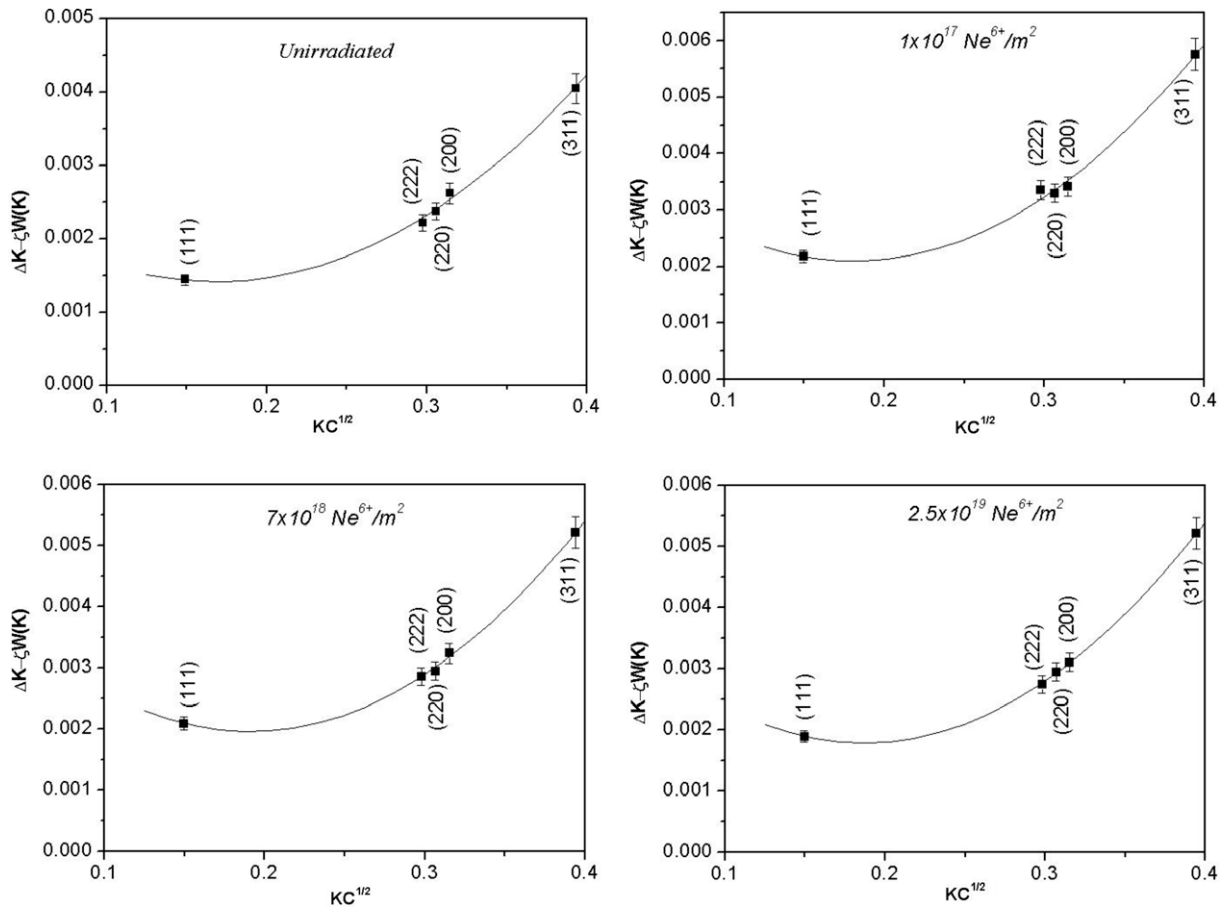 Unirradiated
0.005
0.004
0.003
0.002
0.001
0.000
ΔK-ζW(K)
(111)
(222)
(220)
(200)
(311)
0.1 0.2 0.3 0.4
KC^1/2
1x10^17 Ne^6+/m^2
0.006
0.005
0.004
0.003
0.002
0.001
0.000
ΔK-ζW(K)
(111)
(222)
(220)
(200)
(311)
0.1 0.2 0.3 0.4
KC^1/2
7x10^18 Ne^6+/m^2
0.006
0.005
0.004
0.003
0.002
0.001
0.000
ΔK-ζW(K)
(111)
(222)
(220)
(200)
(311)
0.1 0.2 0.3 0.4
KC^1/2
2.5x10^19 Ne^6+/m^2
0.006
0.005
0.004
0.003
0.002
0.001
0.000
ΔK-ζW(K)
(111)
(222)
(220)
(200)
(311)
0.1 0.2 0.3 0.4
KC^1/2